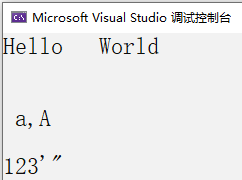 Microsoft Visual Studio 调试控制台
Hello   World
 a,A
123'"